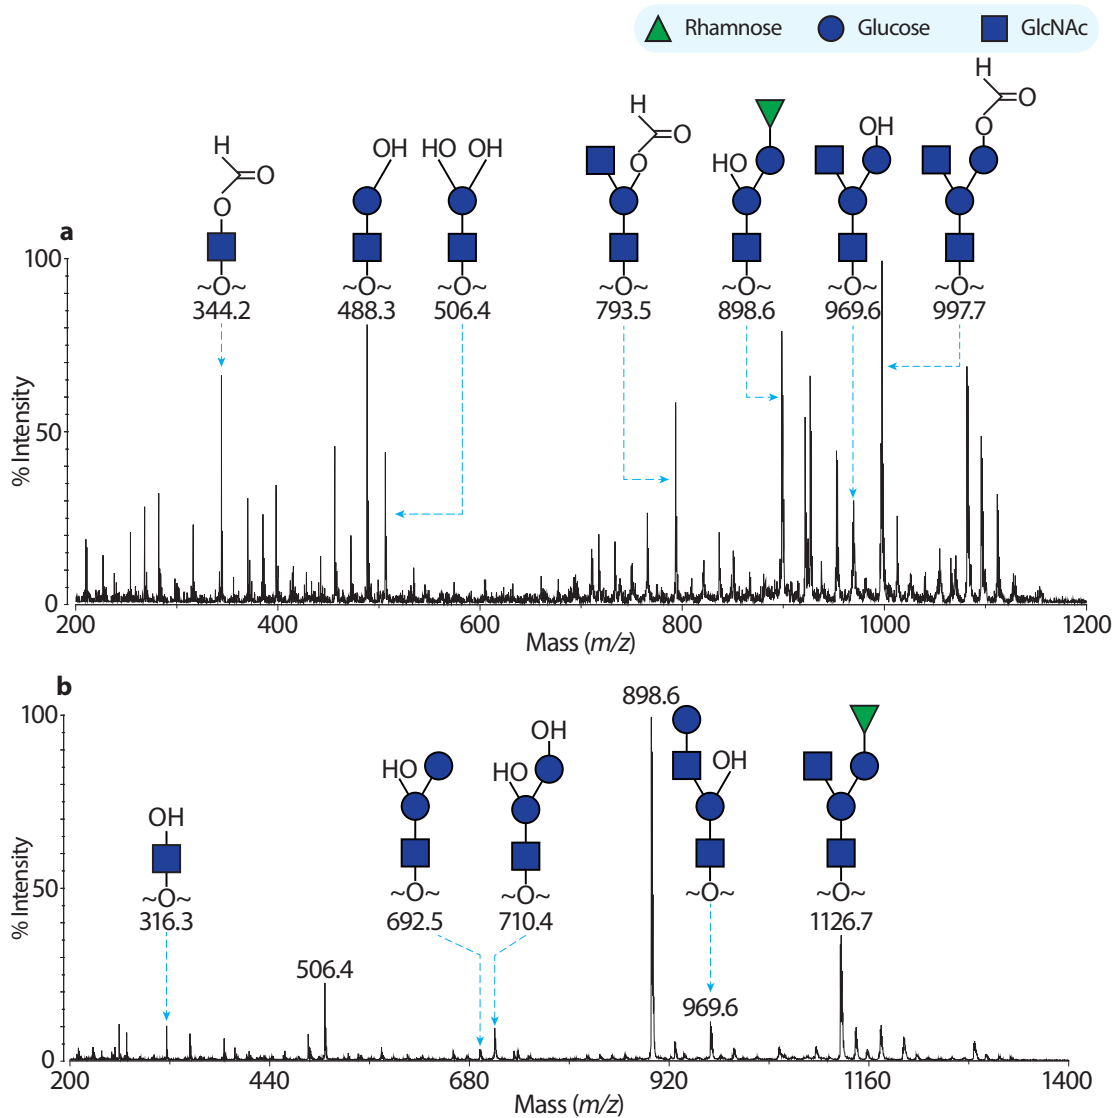 Rhamnose Glucose GlcNAc
H
O
O
OH
HO OH
H
O
O
HO
OH
H
O
O
a
~O~ ~O~ ~O~ ~O~ ~O~ ~O~ ~O~
344.2 488.3 506.4 793.5 898.6 969.6 997.7
100
50
0
% Intensity
200 400 600 800 1000 1200
Mass (m/z)
b
898.6
100
50
0
% Intensity
OH
~O~
316.3
506.4
HO
~O~
692.5
OH
HO
~O~
710.4
OH
~O~
969.6
~O~
1126.7
200 440 680 920 1160 1400
Mass (m/z)